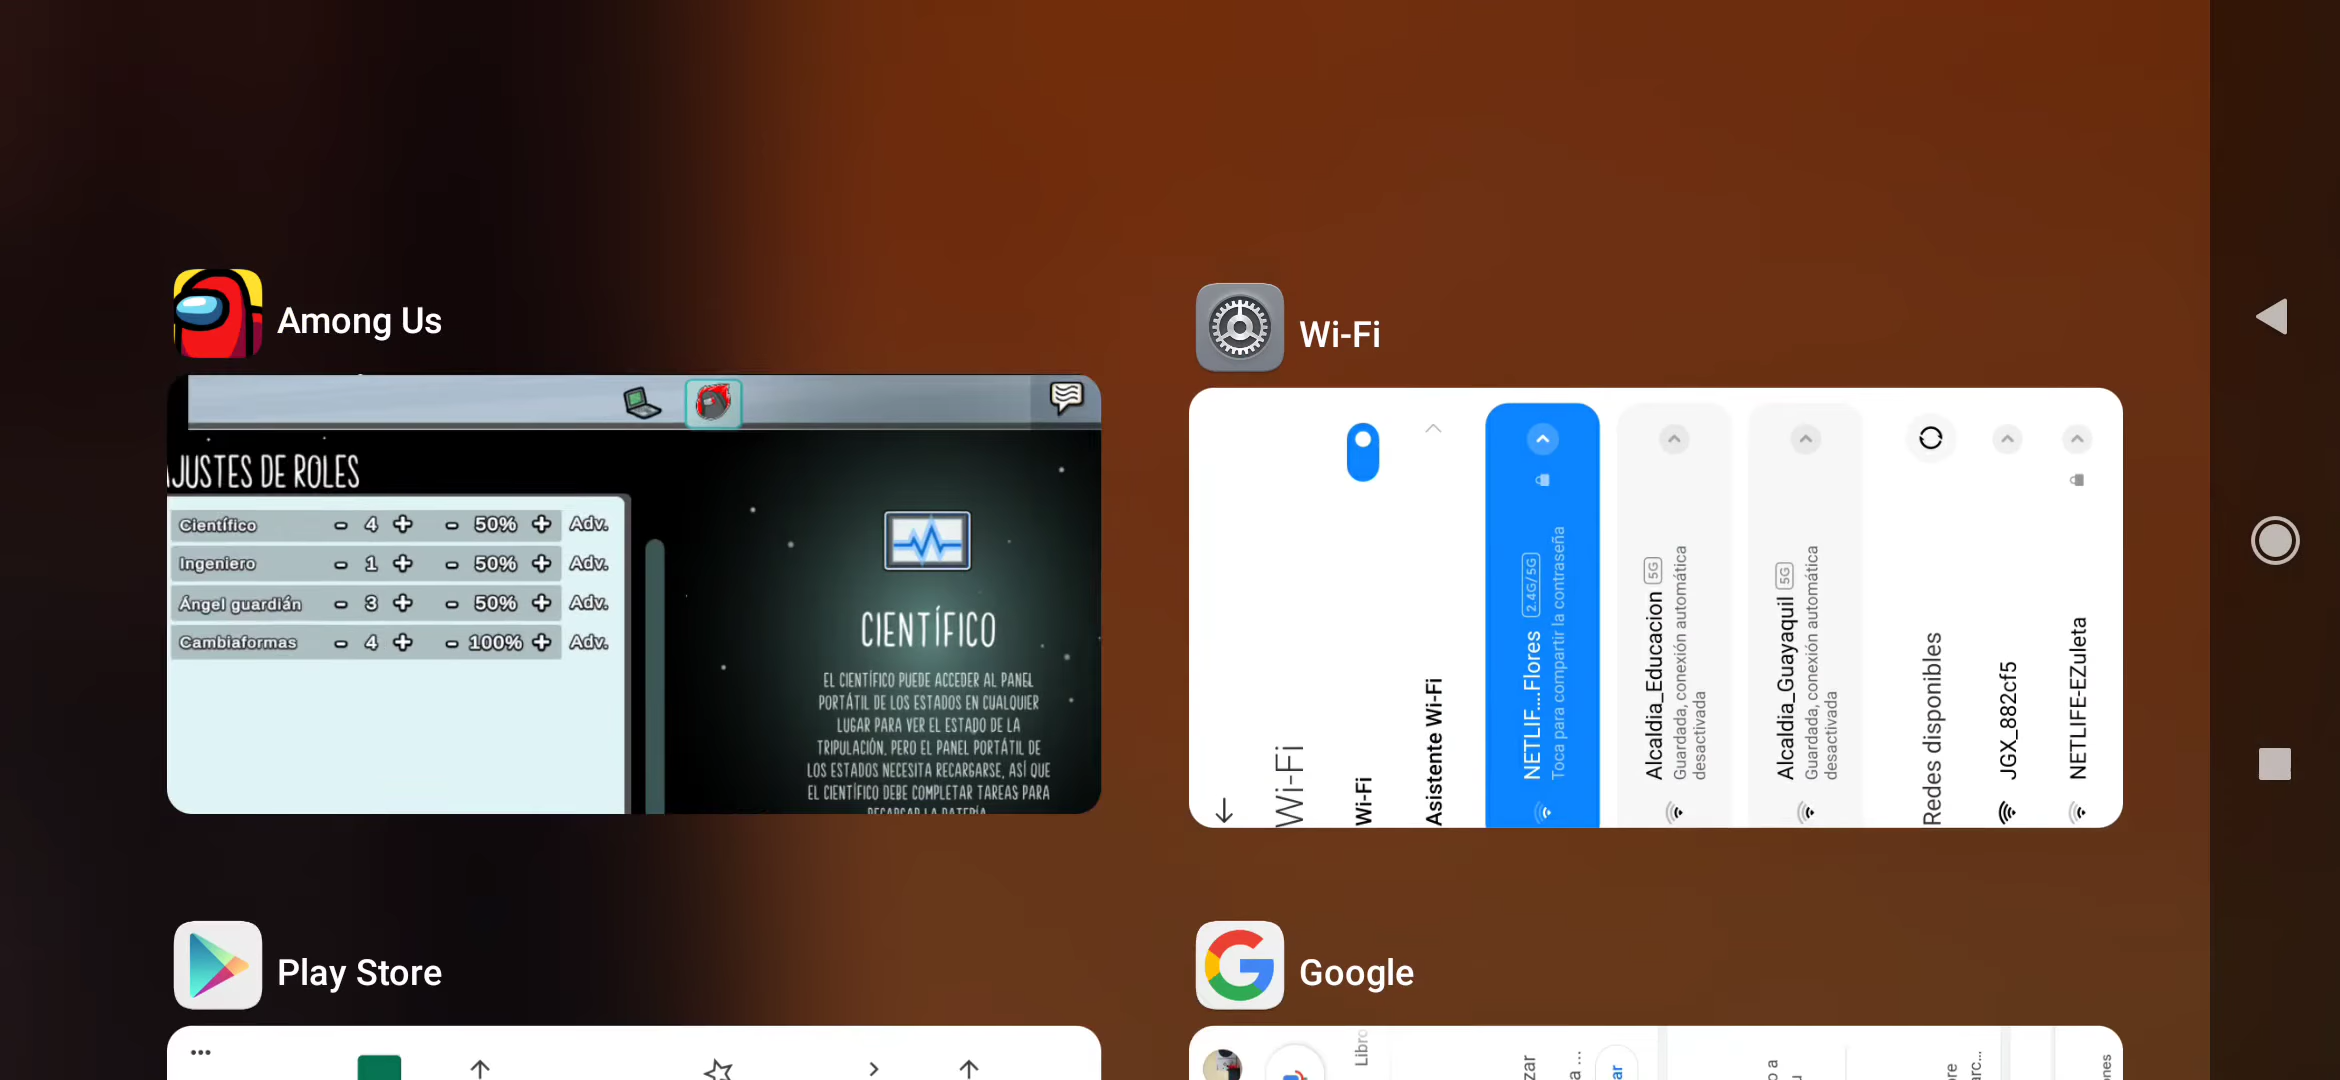 Among Us
AJUSTES DE ROLES
Científico - 4 + - 50% + Adv.
Ingeniero - 1 + - 50% + Adv.
Ángel guardián - 3 + - 50% + Adv.
Cambiaformas - 4 + - 100% + Adv.
CIENTÍFICO
EL CIENTÍFICO PUEDE ACCEDER AL PANEL
PORTÁTIL DE LOS ESTADOS EN CUALQUIER
LUGAR PARA VER EL ESTADO DE LA
TRIPULACIÓN, PERO EL PANEL PORTÁTIL DE
LOS ESTADOS NECESITA RECARGARSE, ASÍ QUE
EL CIENTÍFICO DEBE COMPLETAR TAREAS PARA
RECARGAR LA BATERÍA
Wi-Fi
Wi-Fi
Wi-Fi
Asistente Wi-Fi
NETLIF....Flores 2.4G/5G
Toca para compartir la contraseña
Alcaldia_Educacion 5G
Guardada, conexión automática
desactivada
Alcaldia_Guayaquil 5G
Guardada, conexión automática
desactivada
Redes disponibles
JGX_882cf5
NETLIFE-EZuleta
Play Store
Google